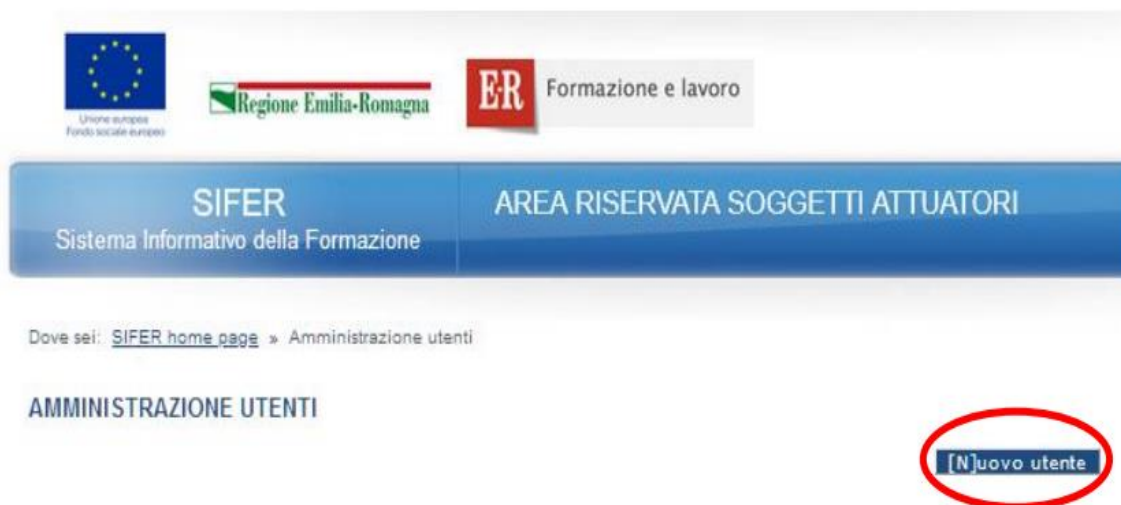 Unione europea
Fondo sociale europeo
Regione Emilia-Romagna
E-R Formazione e lavoro
SIFER
Sistema Informativo della Formazione
AREA RISERVATA SOGGETTI ATTUATORI
Dove sei: SIFER home page » Amministrazione utenti
AMMINISTRAZIONE UTENTI
[N]uovo utente